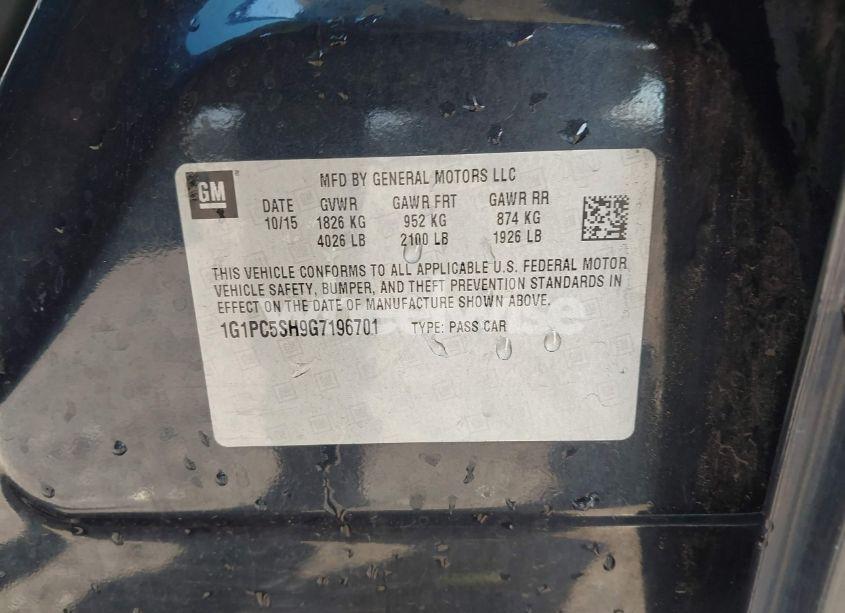 GM
MFD BY GENERAL MOTORS LLC
DATE GVWR GAWR FRT GAWR RR
10/15 1826 KG 952 KG 874 KG
4026 LB 2100 LB 1926 LB
THIS VEHICLE CONFORMS TO ALL APPLICABLE U.S. FEDERAL MOTOR
VEHICLE SAFETY, BUMPER, AND THEFT PREVENTION STANDARDS IN
EFFECT ON THE DATE OF MANUFACTURE SHOWN ABOVE.
1G1PC5SH9G7196701 TYPE: PASS CAR